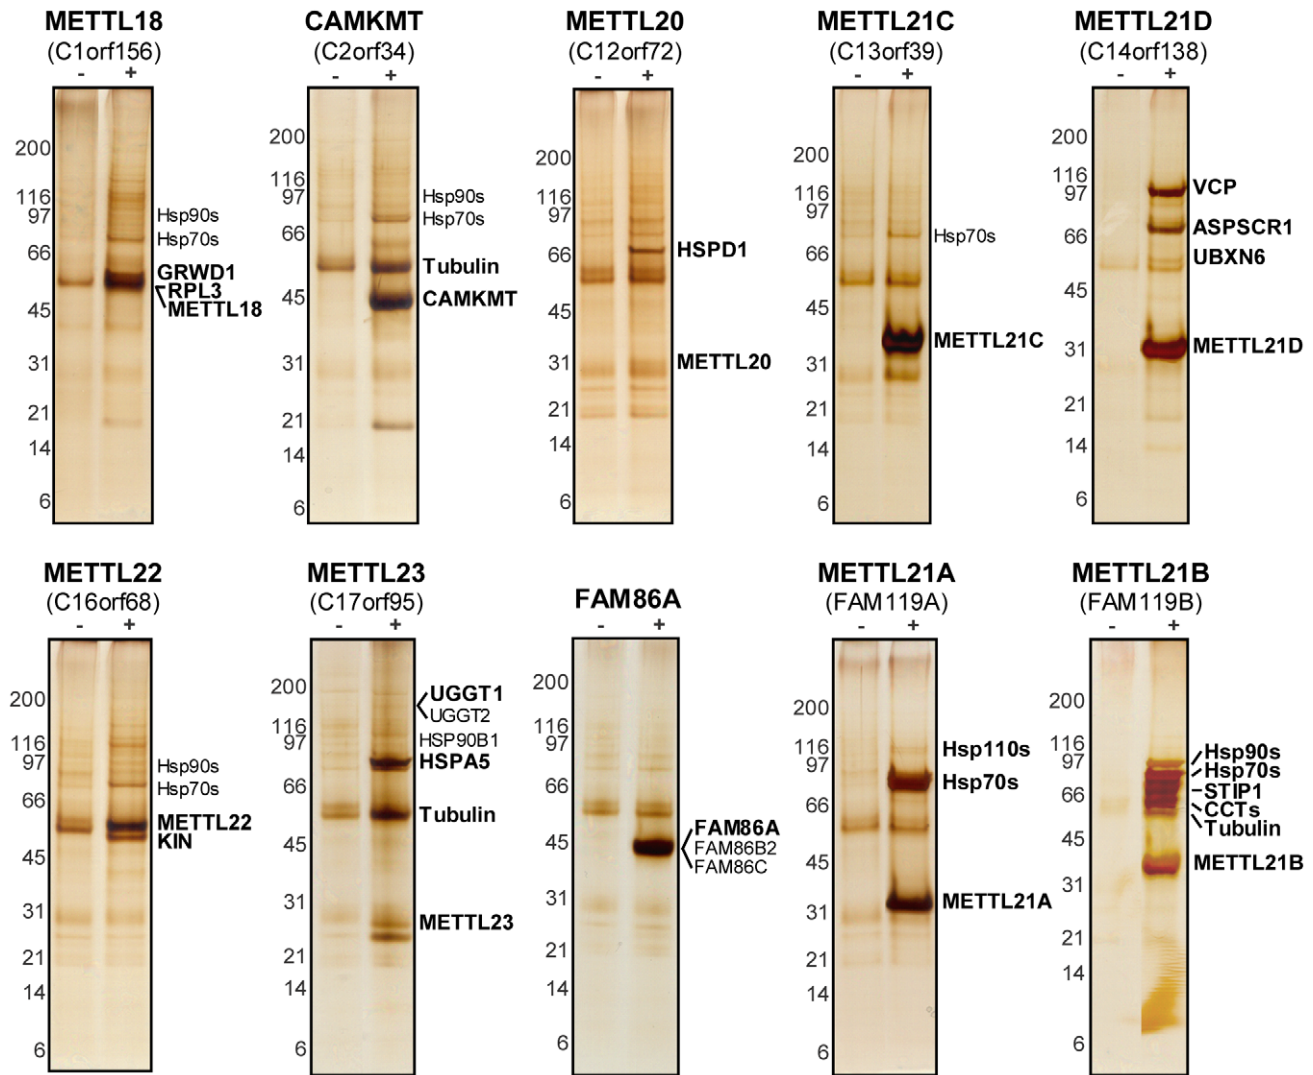 METTL18
(C1orf156)
- +
200
116
97
66
45
31
21
14
6
Hsp90s
Hsp70s
GRWD1
RPL3
METTL18
CAMKMT
(C2orf34)
- +
200
116
97
66
45
31
21
14
6
Hsp90s
Hsp70s
Tubulin
CAMKMT
METTL20
(C12orf72)
- +
200
116
97
66
45
31
21
14
6
HSPD1
METTL20
METTL21C
(C13orf39)
- +
200
116
97
66
45
31
21
14
6
Hsp70s
METTL21C
METTL21D
(C14orf138)
- +
200
116
97
66
45
31
21
14
6
VCP
ASPSCR1
UBXN6
METTL21D
METTL22
(C16orf68)
- +
200
116
97
66
45
31
21
14
6
Hsp90s
Hsp70s
METTL22
KIN
METTL23
(C17orf95)
- +
200
116
97
66
45
31
21
14
6
UGGT1
UGGT2
HSP90B1
HSPA5
Tubulin
METTL23
FAM86A
- +
200
116
97
66
45
31
21
14
6
FAM86A
FAM86B2
FAM86C
METTL21A
(FAM119A)
- +
200
116
97
66
45
31
21
14
6
Hsp110s
Hsp70s
METTL21A
METTL21B
(FAM119B)
- +
200
116
97
66
45
31
21
14
6
Hsp90s
Hsp70s
STIP1
CCTs
Tubulin
METTL21B